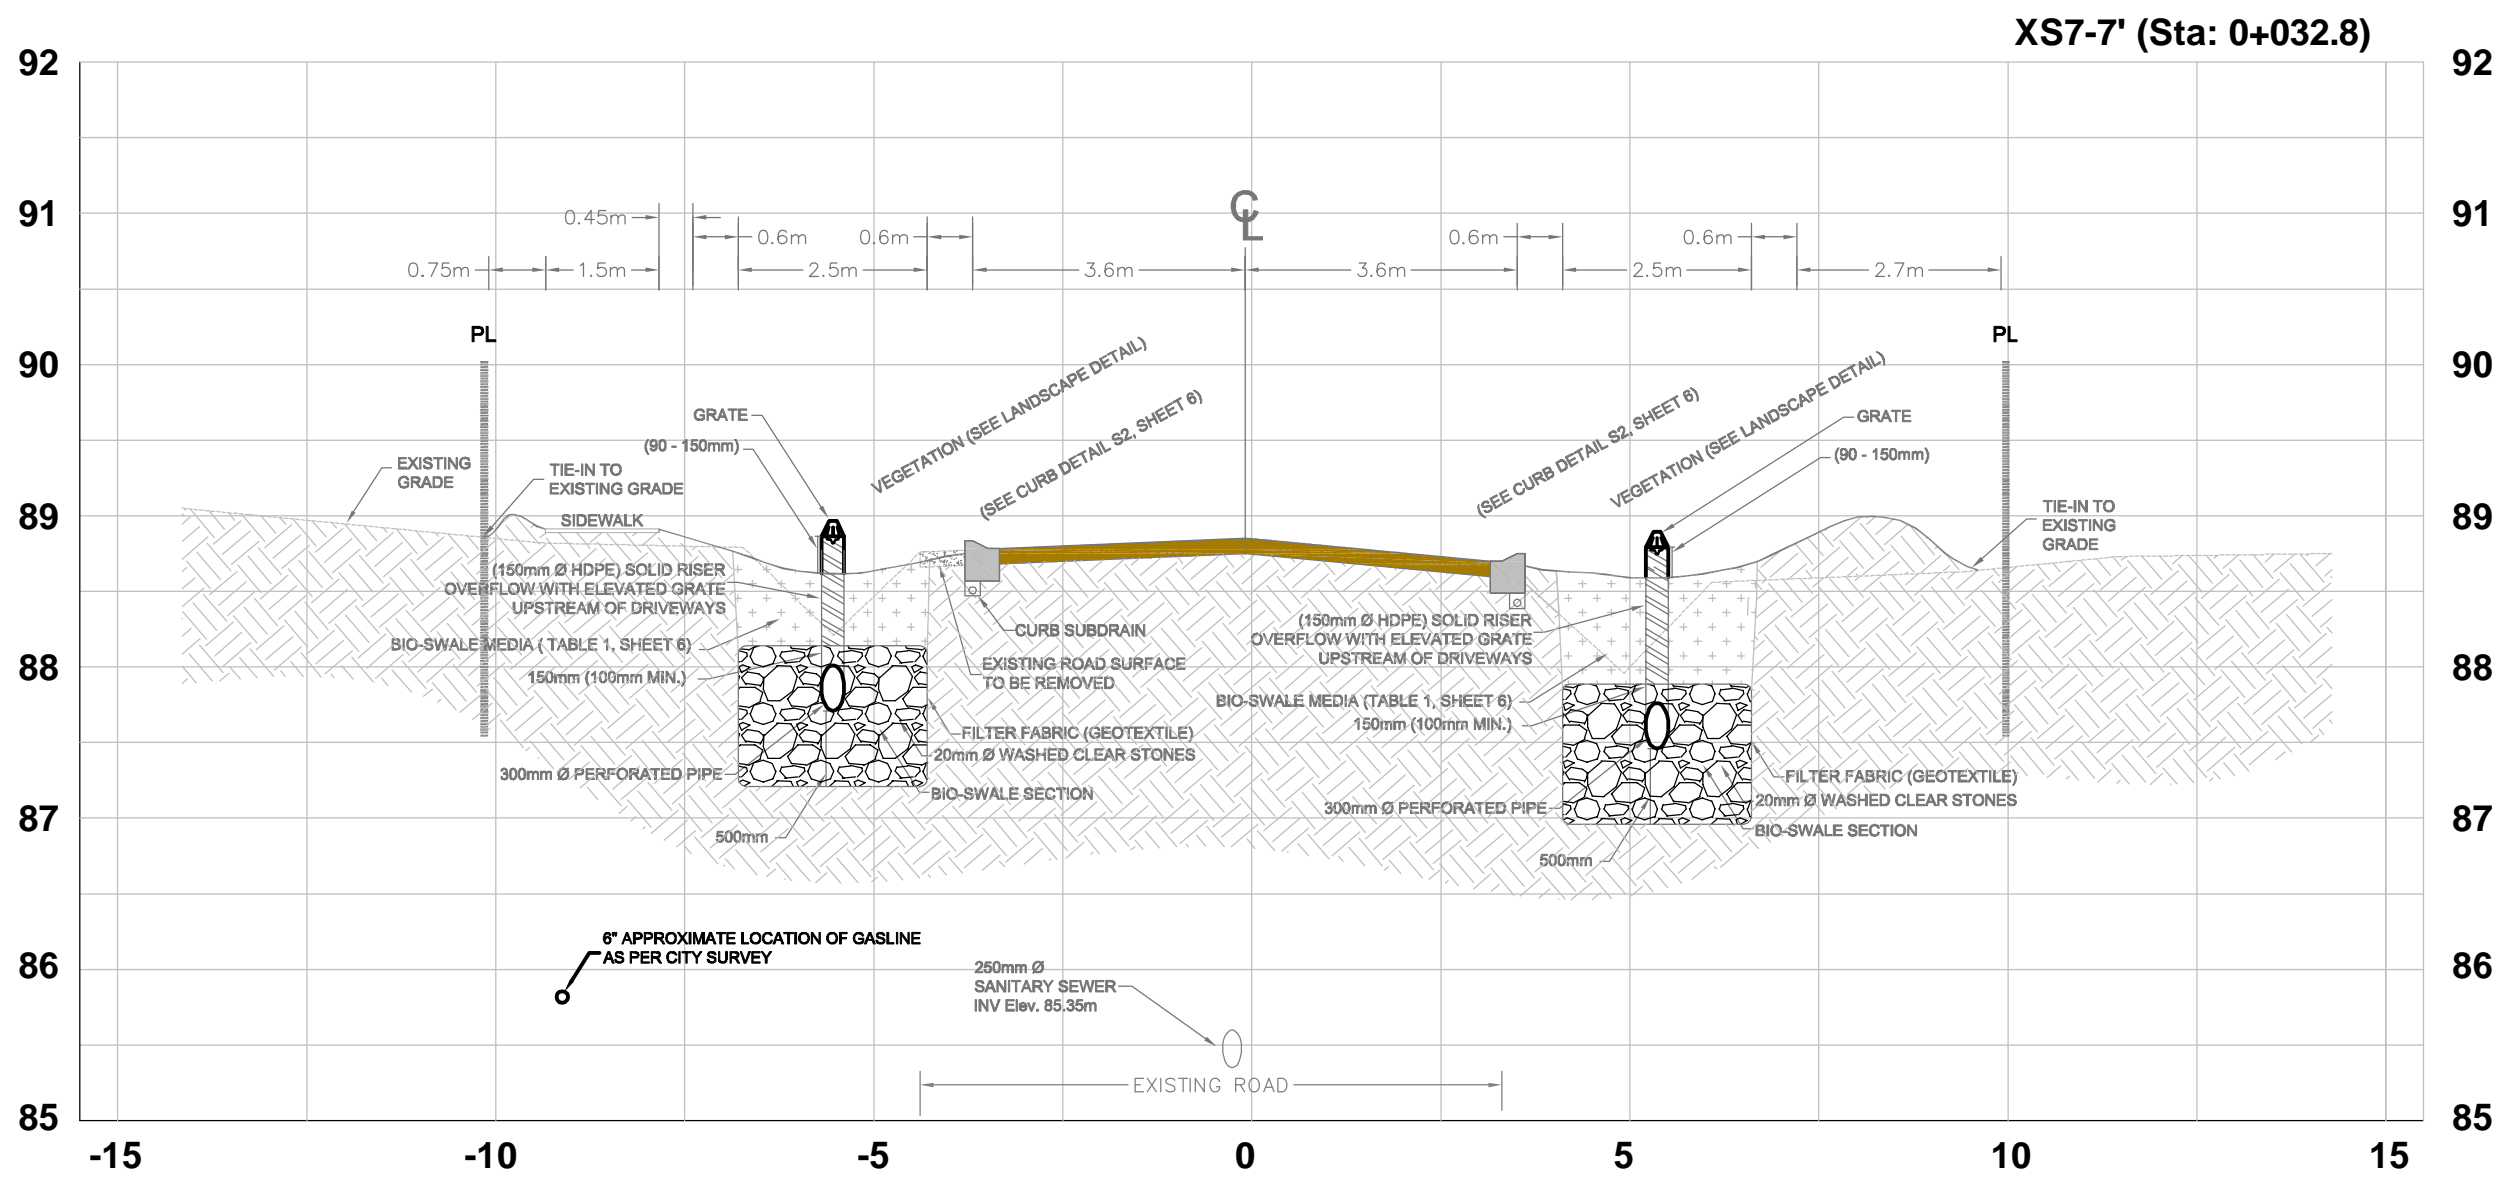 XS7-7' (Sta: 0+032.8)
92
92
91
91
90
90
89
89
88
88
87
87
86
86
85
85
-15
-10
-5
0
5
10
15
CL
0.45m
0.6m
0.6m
0.6m
0.6m
0.75m
1.5m
2.5m
3.6m
3.6m
2.5m
2.7m
PL
PL
GRATE
(90 - 150mm)
EXISTING
GRADE
TIE-IN TO
EXISTING GRADE
SIDEWALK
VEGETATION (SEE LANDSCAPE DETAIL)
(SEE CURB DETAIL S2, SHEET 6)
(SEE CURB DETAIL S2, SHEET 6)
VEGETATION (SEE LANDSCAPE DETAIL)
GRATE
(90 - 150mm)
TIE-IN TO
EXISTING
GRADE
(150mm Ø HDPE) SOLID RISER
OVERFLOW WITH ELEVATED GRATE
UPSTREAM OF DRIVEWAYS
BIO-SWALE MEDIA ( TABLE 1, SHEET 6)
150mm (100mm MIN.)
300mm Ø PERFORATED PIPE
500mm
CURB SUBDRAIN
EXISTING ROAD SURFACE
TO BE REMOVED
FILTER FABRIC (GEOTEXTILE)
20mm Ø WASHED CLEAR STONES
BIO-SWALE SECTION
(150mm Ø HDPE) SOLID RISER
OVERFLOW WITH ELEVATED GRATE
UPSTREAM OF DRIVEWAYS
BIO-SWALE MEDIA (TABLE 1, SHEET 6)
150mm (100mm MIN.)
300mm Ø PERFORATED PIPE
500mm
FILTER FABRIC (GEOTEXTILE)
20mm Ø WASHED CLEAR STONES
BIO-SWALE SECTION
6" APPROXIMATE LOCATION OF GASLINE
AS PER CITY SURVEY
250mm Ø
SANITARY SEWER
INV Elev. 85.35m
EXISTING ROAD